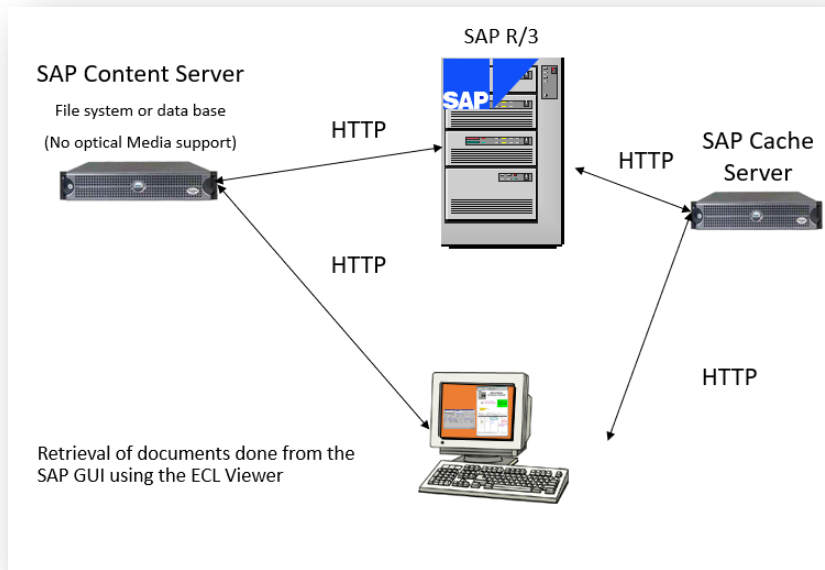 SAP R/3
SAP Content Server
File system or data base
(No optical Media support)
HTTP
SAP
HTTP
SAP Cache
Server
HTTP
HTTP
Retrieval of documents done from the
SAP GUI using the ECL Viewer